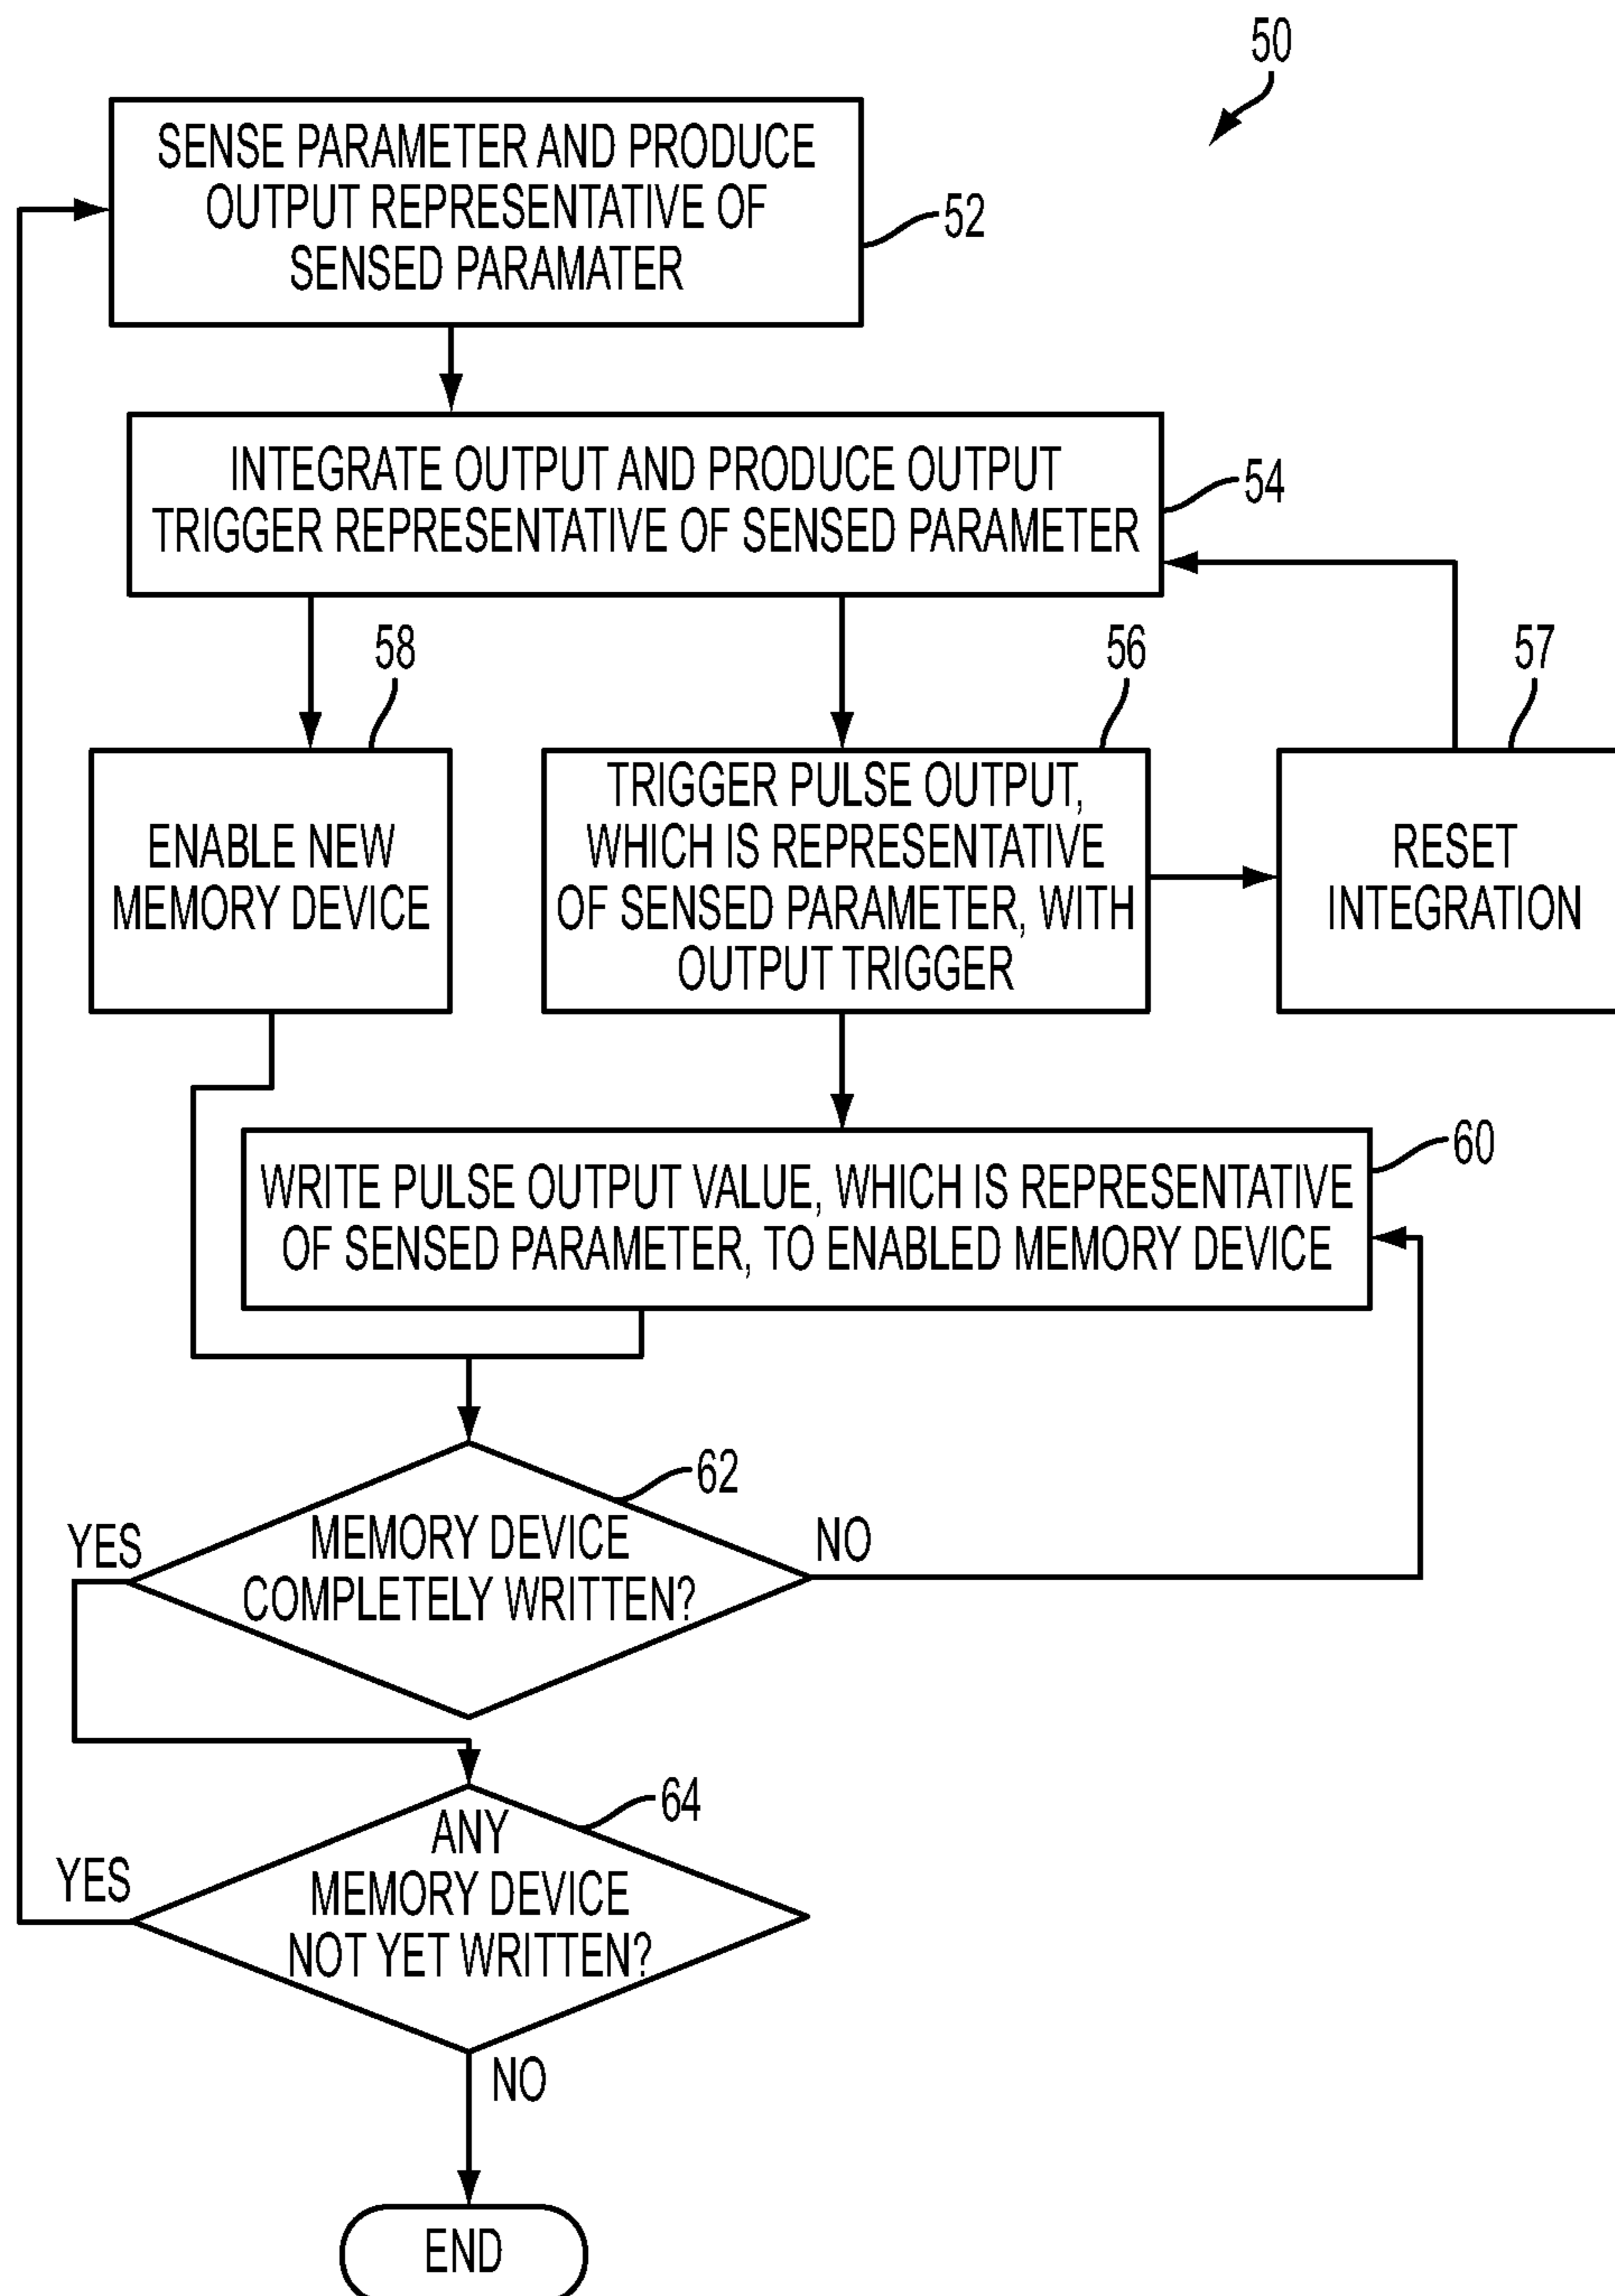 50
SENSE PARAMETER AND PRODUCE
OUTPUT REPRESENTATIVE OF
SENSED PARAMATER
52
INTEGRATE OUTPUT AND PRODUCE OUTPUT
TRIGGER REPRESENTATIVE OF SENSED PARAMETER
54
58
56
57
ENABLE NEW
MEMORY DEVICE
TRIGGER PULSE OUTPUT,
WHICH IS REPRESENTATIVE
OF SENSED PARAMETER, WITH
OUTPUT TRIGGER
RESET
INTEGRATION
60
WRITE PULSE OUTPUT VALUE, WHICH IS REPRESENTATIVE
OF SENSED PARAMETER, TO ENABLED MEMORY DEVICE
62
YES
MEMORY DEVICE
COMPLETELY WRITTEN?
NO
64
YES
ANY
MEMORY DEVICE
NOT YET WRITTEN?
NO
END